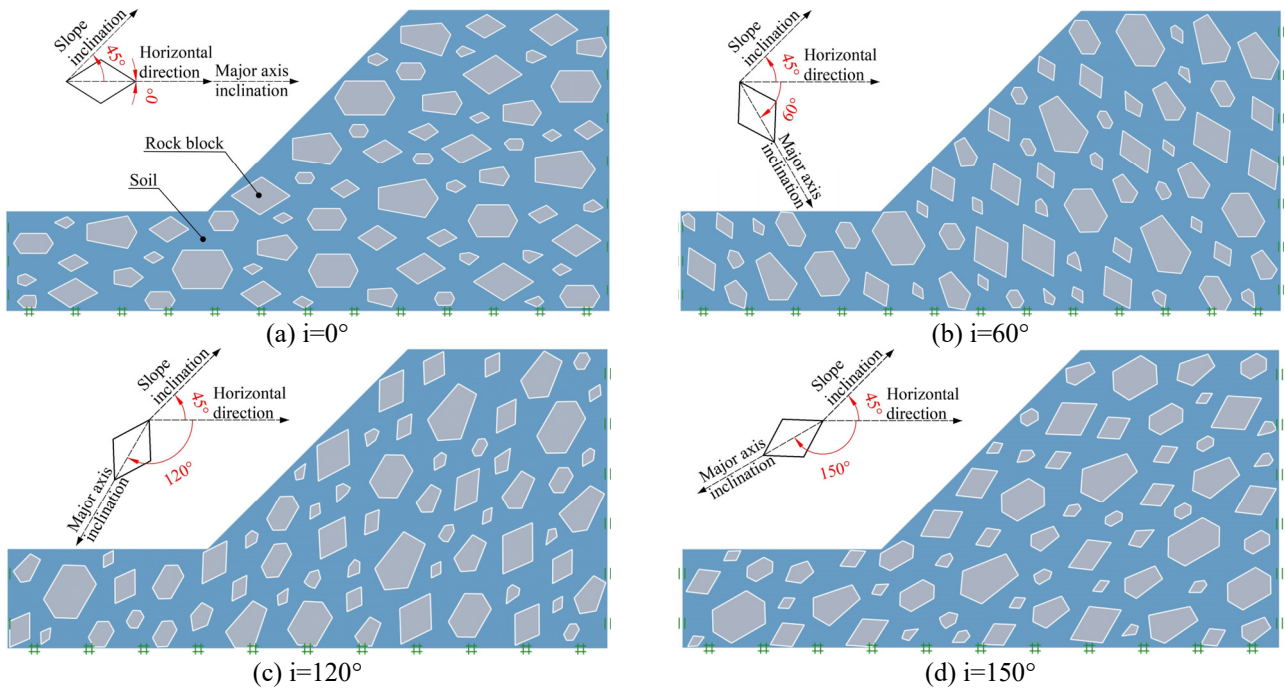 Slope
inclination
45°
Horizontal
direction
Major axis
inclination
0°
Rock block
Soil
(a) i=0°
Slope
inclination
45°
Horizontal
direction
60°
Major axis
inclination
(b) i=60°
Slope
inclination
45°
Horizontal
direction
120°
Major axis
inclination
(c) i=120°
Slope
inclination
45°
Horizontal
direction
150°
Major axis
inclination
(d) i=150°